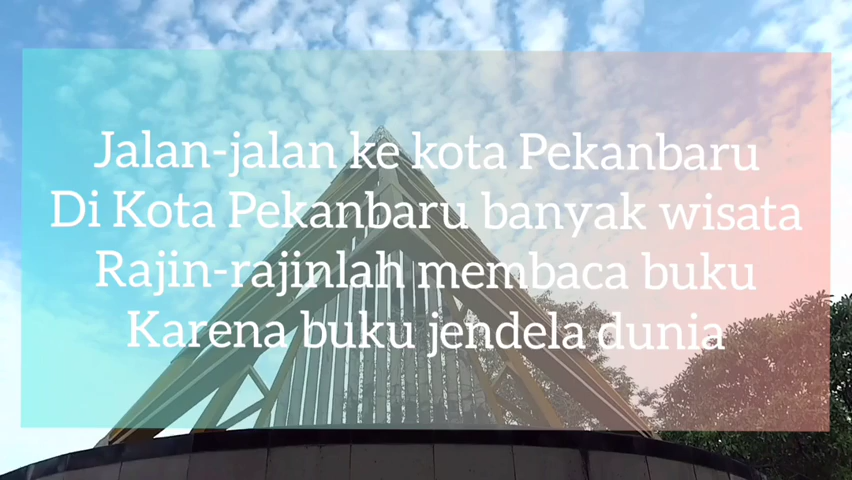 Jalan-jalan ke kota Pekanbaru
Di Kota Pekanbaru banyak wisata
Rajin-rajinlah membaca buku
Karena buku jendela dunia